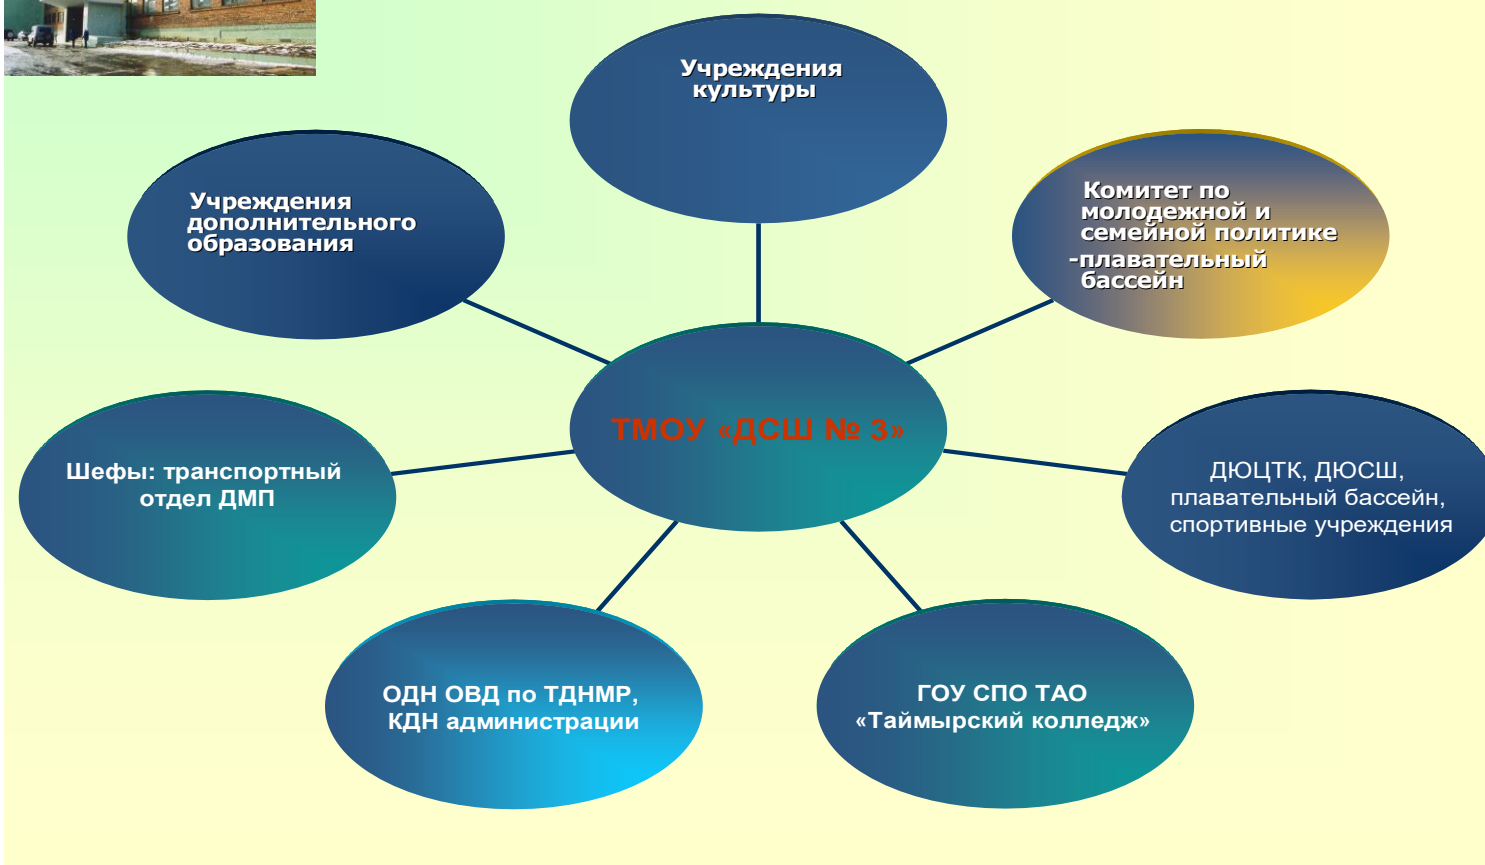 Учреждения
культуры
Комитет по
молодежной и
семейной политике
-плавательный
бассейн
Учреждения
дополнительного
образования
ТМОУ «ДСШ № 3»
Шефы: транспортный
отдел ДМП
ДЮЦТК, ДЮСШ,
плавательный бассейн,
спортивные учреждения
ОДН ОВД по ТДНМР,
КДН администрации
ГОУ СПО ТАО
«Таймырский колледж»